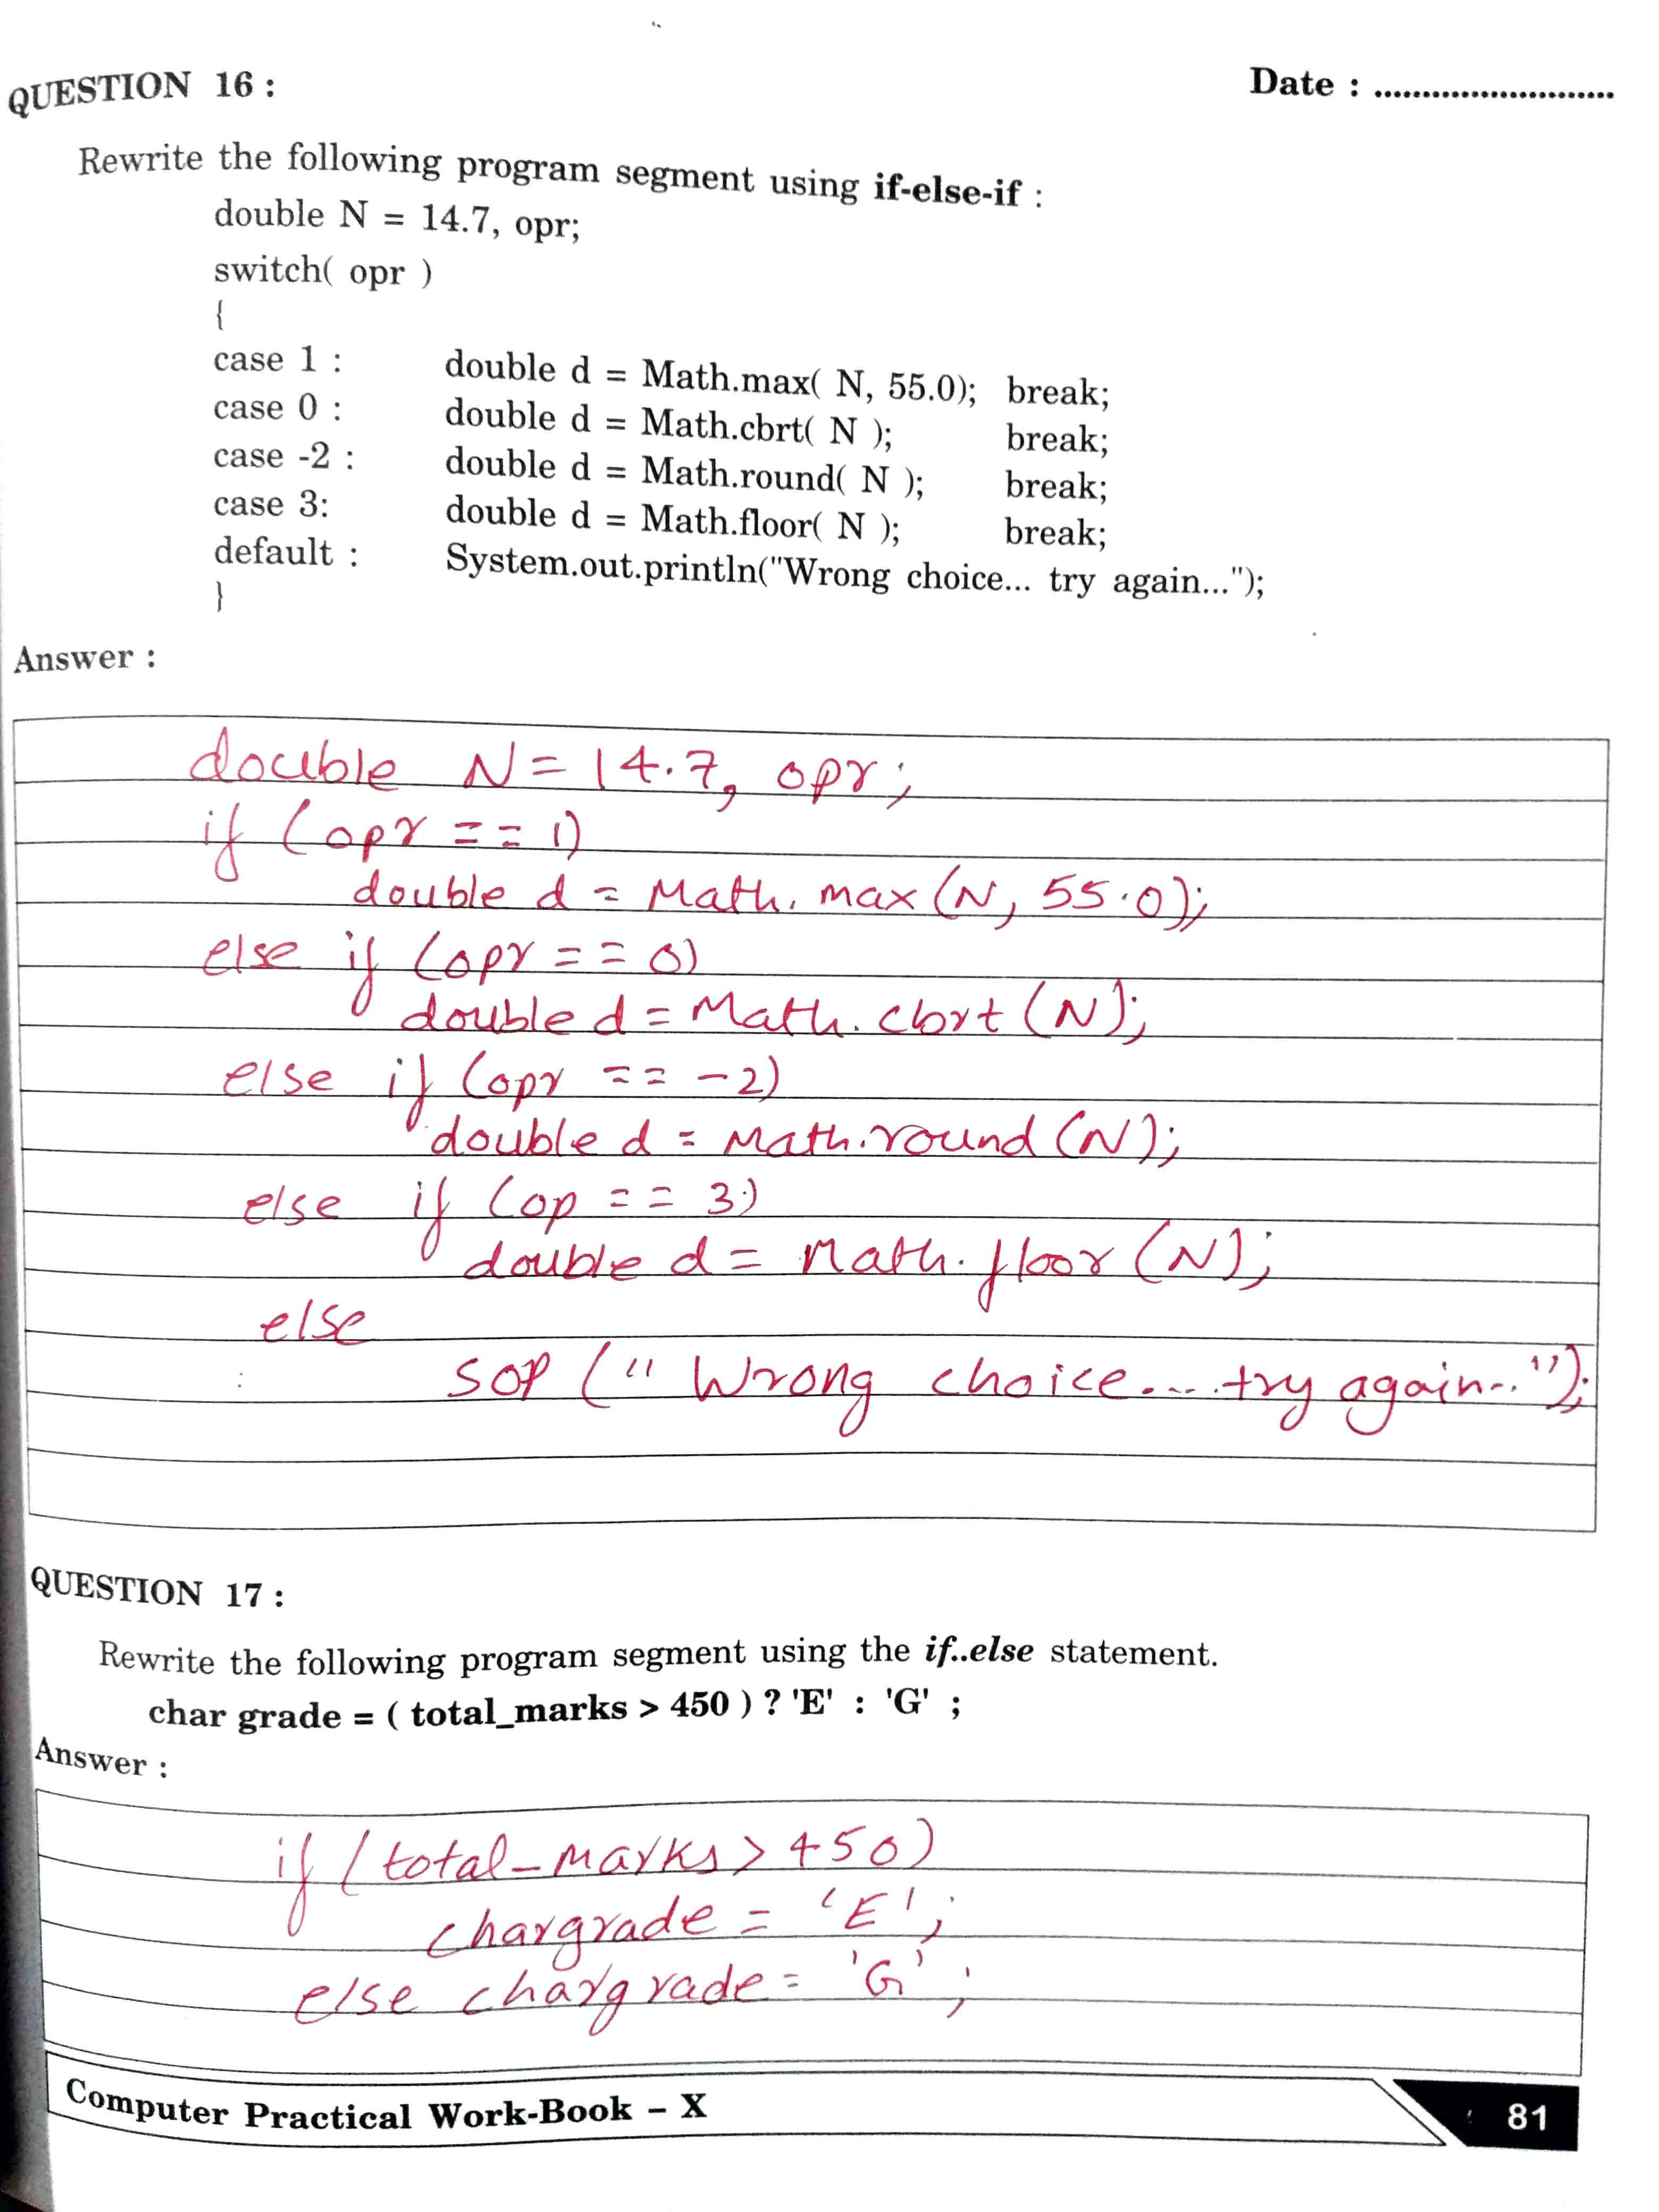 QUESTION 16 :
Date : .........................
Rewrite the following program segment using if-else-if :
double N = 14.7, opr;
switch( opr )
{
case 1 : double d = Math.max( N, 55.0); break;
case 0 : double d = Math.cbrt( N ); break;
case -2 : double d = Math.round( N ); break;
case 3: double d = Math.floor( N ); break;
default : System.out.println("Wrong choice... try again...");
}
Answer :
double N = 14.7, opr;
if (opr == 1)
double d = Math. max (N, 55.0);
else if (opr == 0)
double d = Math. cbrt (N);
else if (opr == -2)
double d = Math.round (N);
else if (op == 3)
double d = Math. floor (N);
else
SOP (" Wrong choice.... try again...");
QUESTION 17 :
Rewrite the following program segment using the if..else statement.
char grade = ( total_marks > 450 ) ? 'E' : 'G' ;
Answer :
if (total_marks > 450)
chargrade = 'E';
else chargrade = 'G';
Computer Practical Work-Book – X
81